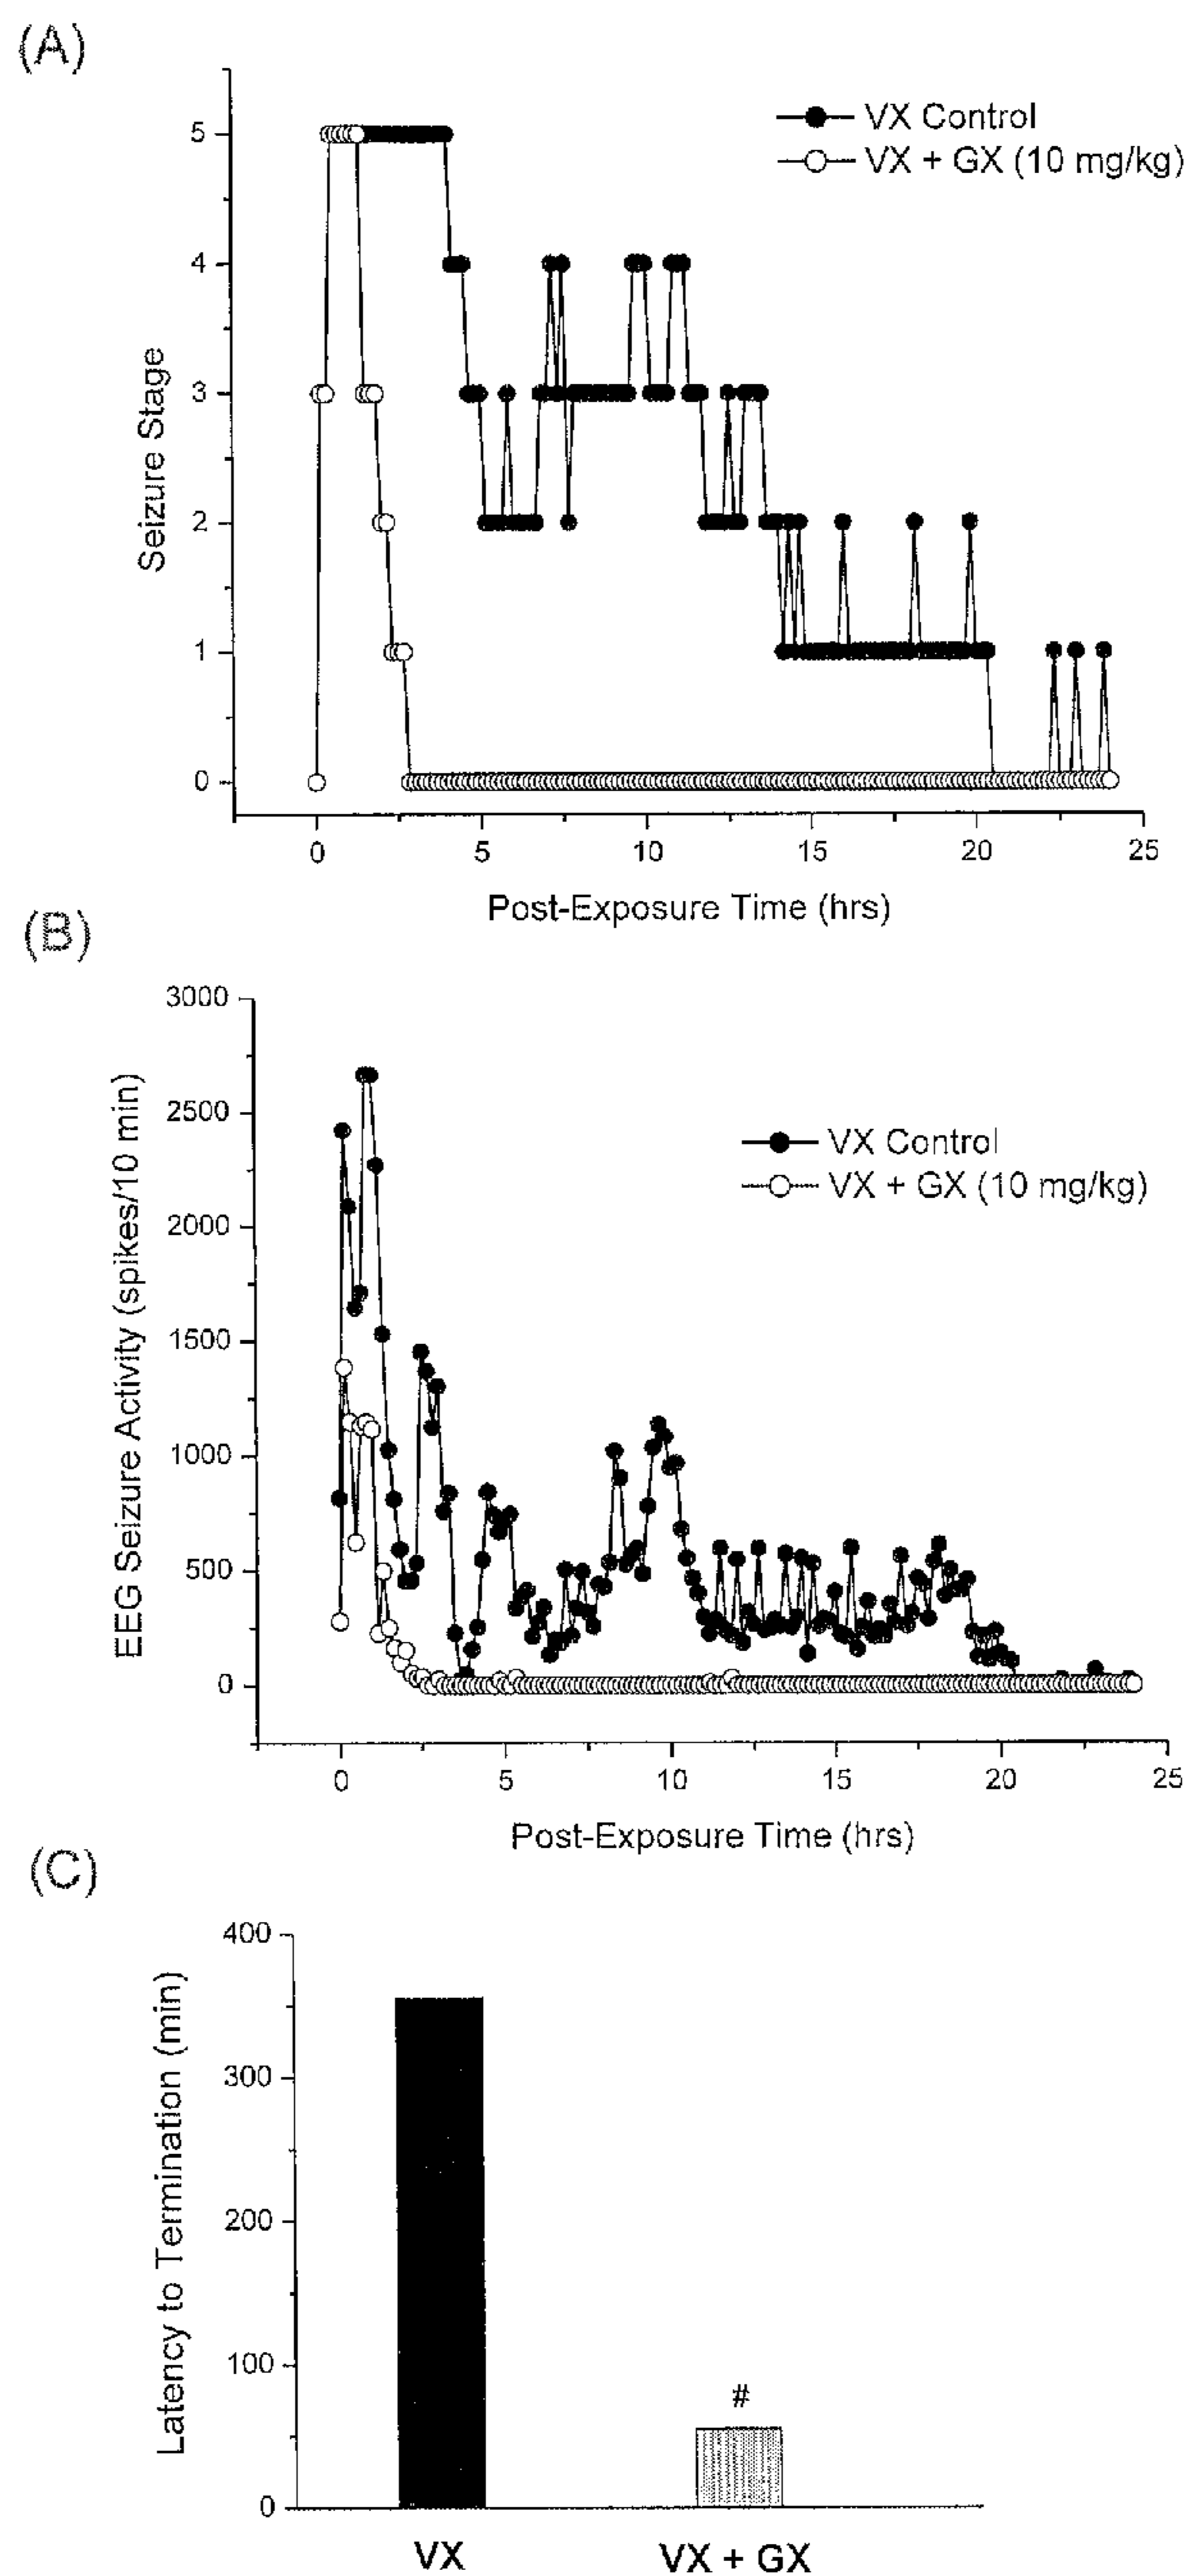 (A)
VX Control
VX + GX (10 mg/kg)
5
4
3
2
1
0
Seizure Stage
0 5 10 15 20 25
Post-Exposure Time (hrs)
(B)
3000
2500
2000
1500
1000
500
0
EEG Seizure Activity (spikes/10 min)
VX Control
VX + GX (10 mg/kg)
0 5 10 15 20 25
Post-Exposure Time (hrs)
(C)
400
300
200
100
0
Latency to Termination (min)
#
VX VX + GX